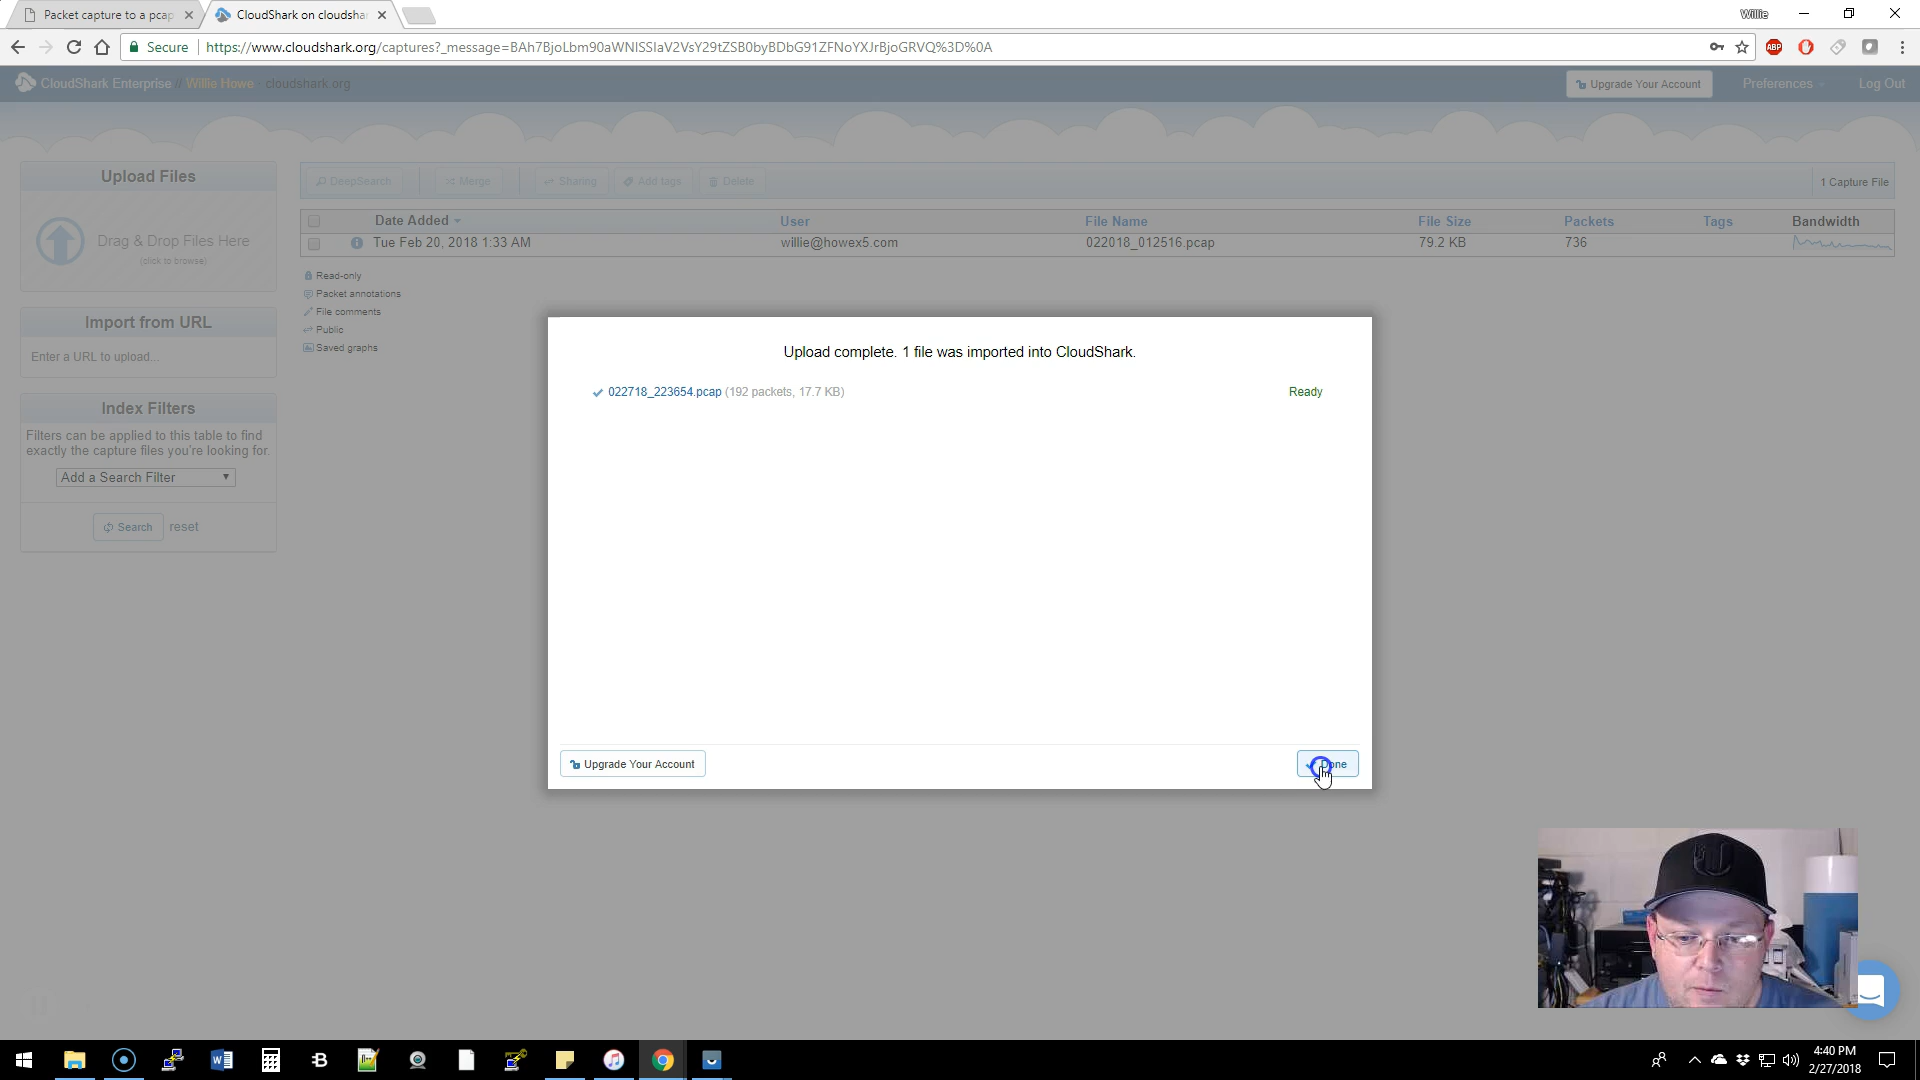 Packet capture to a pcap
CloudShark on cloudshar
Willie
Secure
https://www.cloudshark.org/captures?_message=BAh7BjoLbm90aWNlSSIaV2VsY29tZSB0byBDbG91ZFNoYXJrBjoGRVQ%3D%0A
ABP
CloudShark Enterprise // Willie Howe - cloudshark.org
Upgrade Your Account
Preferences
Log Out
Upload Files
Drag & Drop Files Here
(click to browse)
Import from URL
Enter a URL to upload...
Index Filters
Filters can be applied to this table to find
exactly the capture files you're looking for.
Add a Search Filter
Search
reset
DeepSearch
Merge
Sharing
Add tags
Delete
1 Capture File
Date Added User File Name File Size Packets Tags Bandwidth
Tue Feb 20, 2018 1:33 AM willie@howex5.com 022018_012516.pcap 79.2 KB 736
Read-only
Packet annotations
File comments
Public
Saved graphs
Upload complete. 1 file was imported into CloudShark.
022718_223654.pcap (192 packets, 17.7 KB) Ready
Upgrade Your Account
Done
4:40 PM
2/27/2018